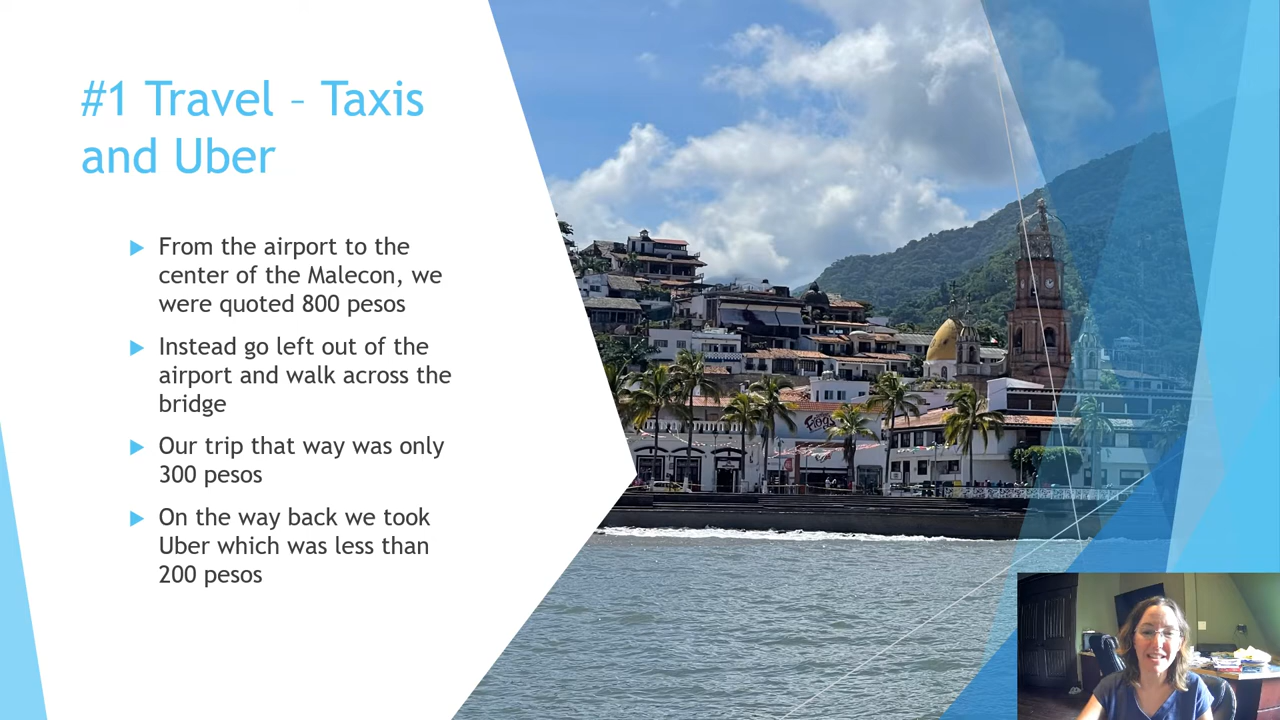 #1 Travel – Taxis
and Uber
From the airport to the
center of the Malecon, we
were quoted 800 pesos
Instead go left out of the
airport and walk across the
bridge
Our trip that way was only
300 pesos
On the way back we took
Uber which was less than
200 pesos